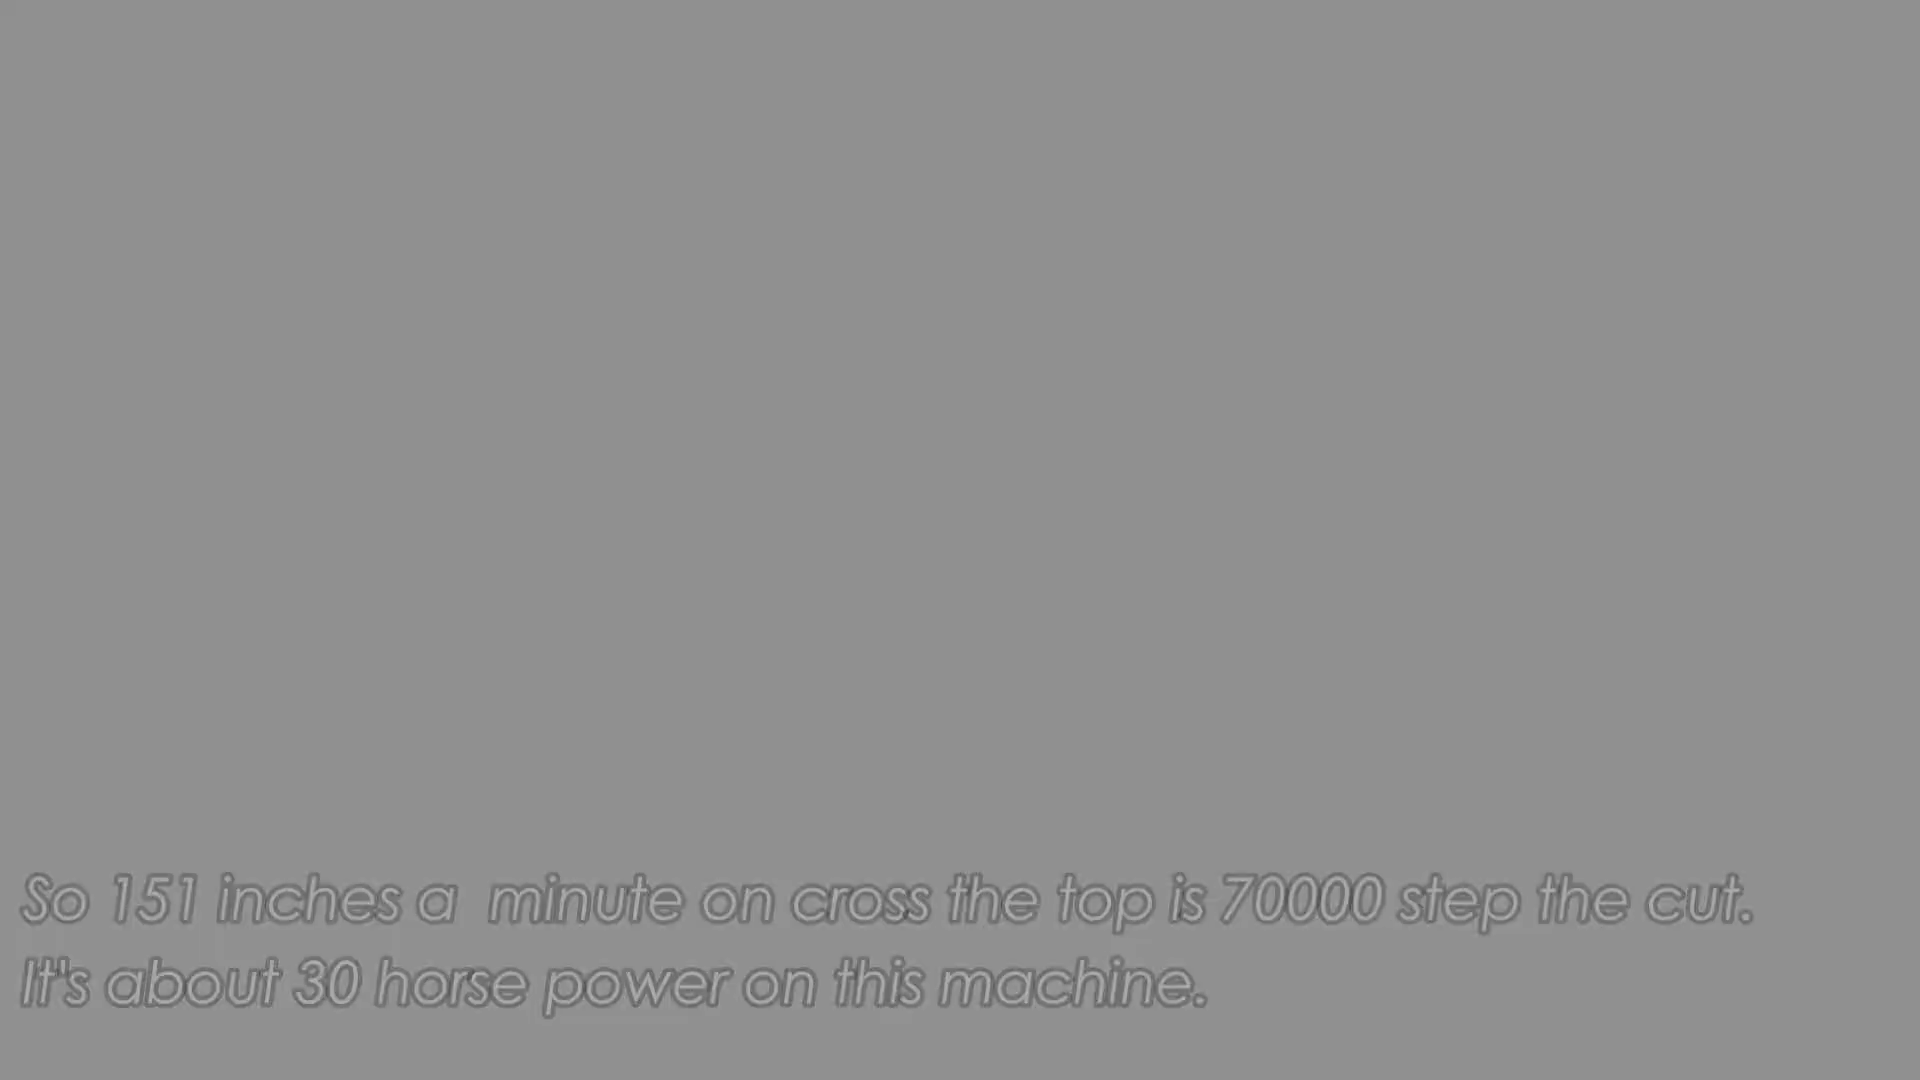 So 151 inches a  minute on cross the top is 70000 step the cut.
It's about 30 horse power on this machine.